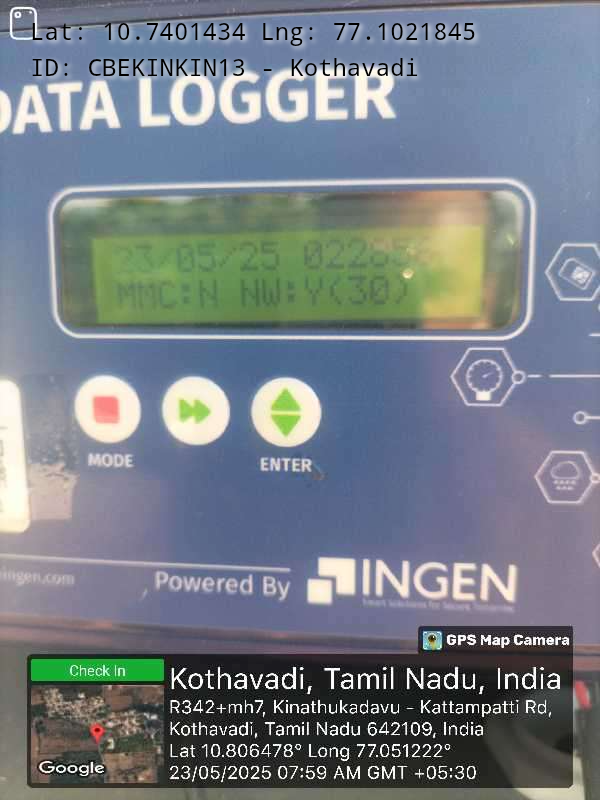 Lat: 10.7401434 Lng: 77.1021845
ID: CBEKINKIN13 - Kothavadi
DATA LOGGER
23/05/25 022856
MMC:N NW:Y(30)
MODE
ENTER
ingen.com
Powered By INGEN
GPS Map Camera
Check In
Kothavadi, Tamil Nadu, India
R342+mh7, Kinathukadavu - Kattampatti Rd,
Kothavadi, Tamil Nadu 642109, India
Lat 10.806478° Long 77.051222°
23/05/2025 07:59 AM GMT +05:30
Google